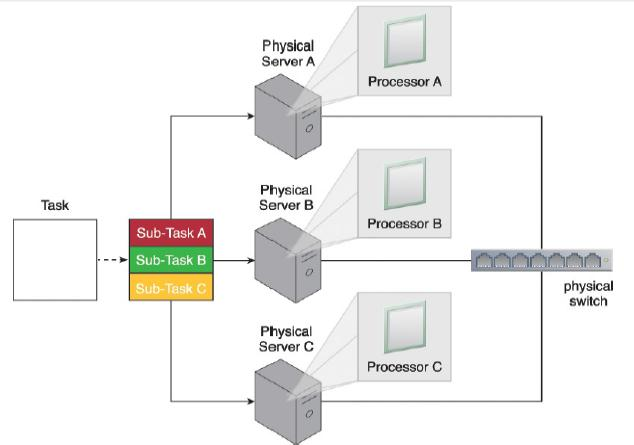 Physical
Server A
Processor A
Task
Sub-Task A
Sub-Task B
Sub-Task C
Physical
Server B
Processor B
physical
switch
Physical
Server C
Processor C